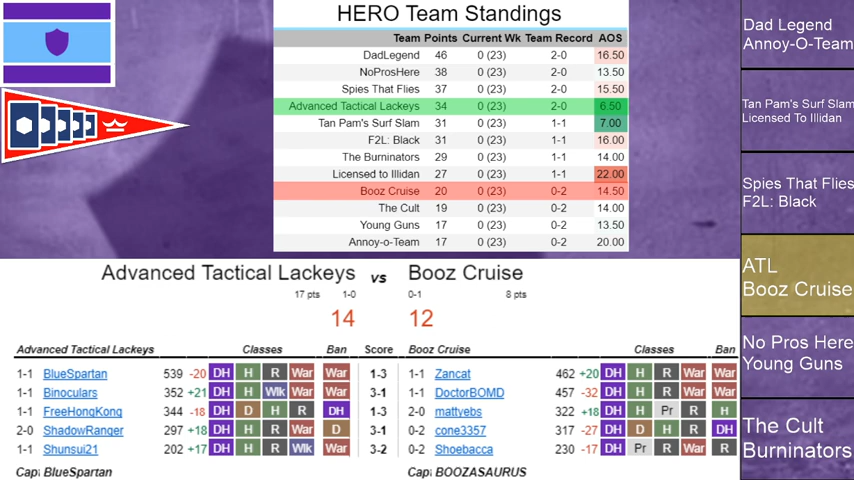 HERO Team Standings
Team Points Current Wk Team Record AOS
DadLegend 46 0 (23) 2-0 16.50
NoProsHere 38 0 (23) 2-0 13.50
Spies That Flies 37 0 (23) 2-0 15.50
Advanced Tactical Lackeys 34 0 (23) 2-0 6.50
Tan Pam's Surf Slam 31 0 (23) 1-1 7.00
F2L: Black 31 0 (23) 1-1 16.00
The Burninators 29 0 (23) 1-1 14.00
Licensed to Illidan 27 0 (23) 1-1 22.00
Booz Cruise 20 0 (23) 0-2 14.50
The Cult 19 0 (23) 0-2 14.00
Young Guns 17 0 (23) 0-2 13.50
Annoy-o-Team 17 0 (23) 0-2 20.00
Dad Legend
Annoy-O-Team
Tan Pam's Surf Slam
Licensed To Illidan
Spies That Flies
F2L: Black
ATL
Booz Cruise
No Pros Here
Young Guns
The Cult
Burninators
Advanced Tactical Lackeys vs Booz Cruise
17 pts 1-0 0-1 8 pts
14 12
Advanced Tactical Lackeys Classes Ban Score Booz Cruise Classes Ban
1-1 BlueSpartan 539 -20 DH H R War War 1-3 1-1 Zancat 462 +20 DH H R War War
1-1 Binoculars 352 +21 DH H Wlk War War 3-1 1-1 DoctorBOMD 457 -32 DH H R War War
1-1 FreeHongKong 344 -18 DH D H R DH 1-3 2-0 mattyebs 322 +18 DH H Pr R H
2-0 ShadowRanger 297 +18 DH H R War D 3-1 0-2 cone3357 317 -27 DH D H R DH
1-1 Shunsui21 202 +17 DH H R Wlk War 3-2 0-2 Shoebacca 230 -17 DH Pr R War R
Capt BlueSpartan Capt BOOZASAURUS